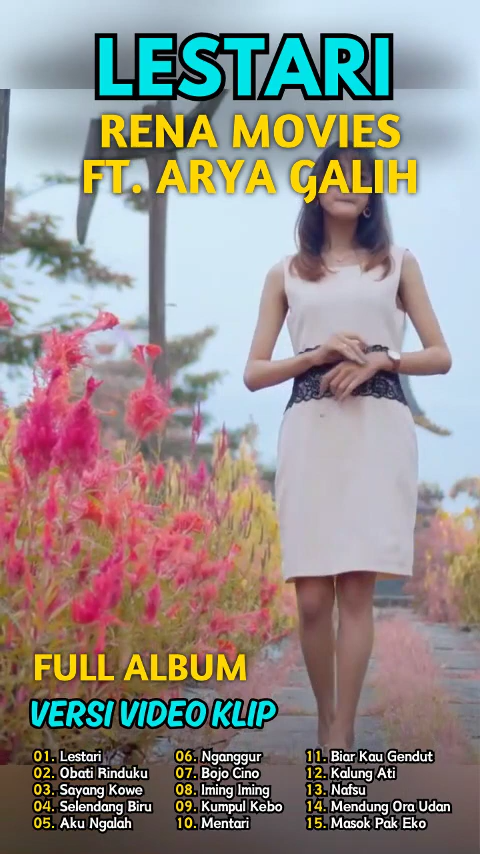 LESTARI
RENA MOVIES
FT. ARYA GALIH
FULL ALBUM
VERSI VIDEO KLIP
01. Lestari
02. Obati Rinduku
03. Sayang Kowe
04. Selendang Biru
05. Aku Ngalah
06. Nganggur
07. Bojo Cino
08. Iming Iming
09. Kumpul Kebo
10. Mentari
11. Biar Kau Gendut
12. Kalung Ati
13. Nafsu
14. Mendung Ora Udan
15. Masok Pak Eko